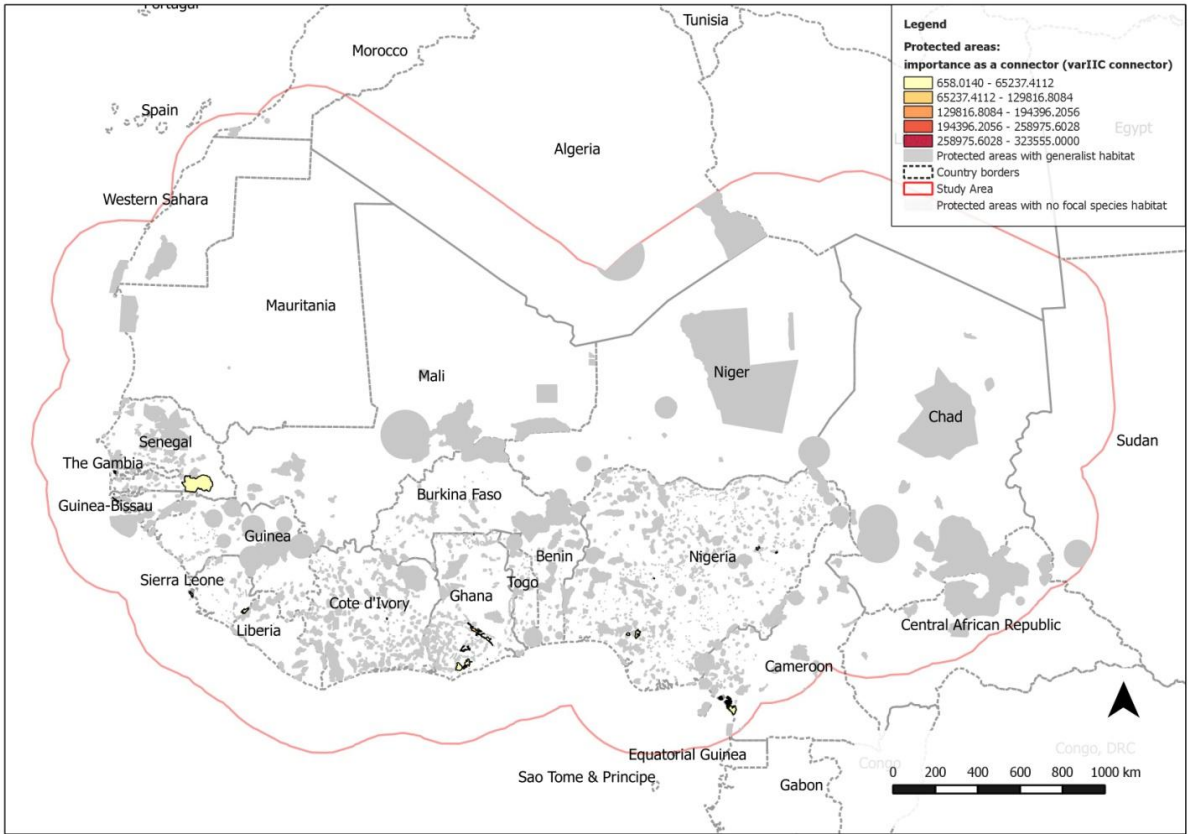 Portugal
Tunisia
Morocco
Spain
Algeria
Western Sahara
Mauritania
Mali
Niger
Chad
Sudan
Senegal
The Gambia
Guinea-Bissau
Burkina Faso
Guinea
Benin
Nigeria
Sierra Leone
Togo
Ghana
Cote d'Ivory
Liberia
Central African Republic
Cameroon
Equatorial Guinea
Sao Tome & Principe
Gabon
Congo
Congo, DRC
Egypt
Legend
Protected areas:
importance as a connector (varIIC connector)
658.0140 - 65237.4112
65237.4112 - 129816.8084
129816.8084 - 194396.2056
194396.2056 - 258975.6028
258975.6028 - 323555.0000
Protected areas with generalist habitat
Country borders
Study Area
Protected areas with no focal species habitat
0 200 400 600 800 1000 km